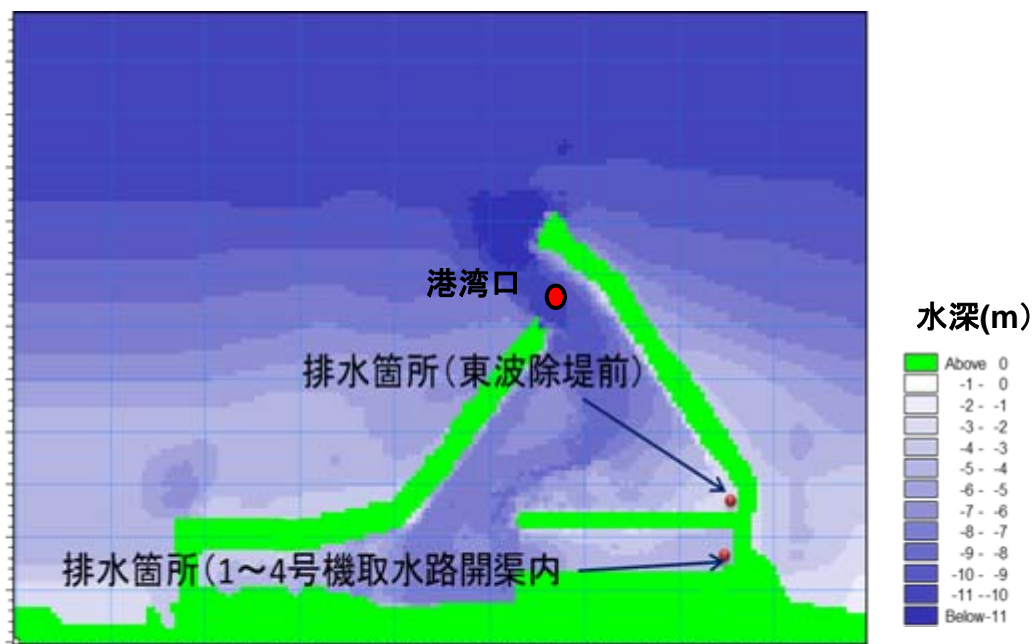 港湾口
排水箇所(東波除堤前)
排水箇所(1～4号機取水路開渠内
水深(m)
Above 0
-1 - 0
-2 - -1
-3 - -2
-4 - -3
-5 - -4
-6 - -5
-7 - -6
-8 - -7
-9 - -8
-10 - -9
-11 --10
Below-11